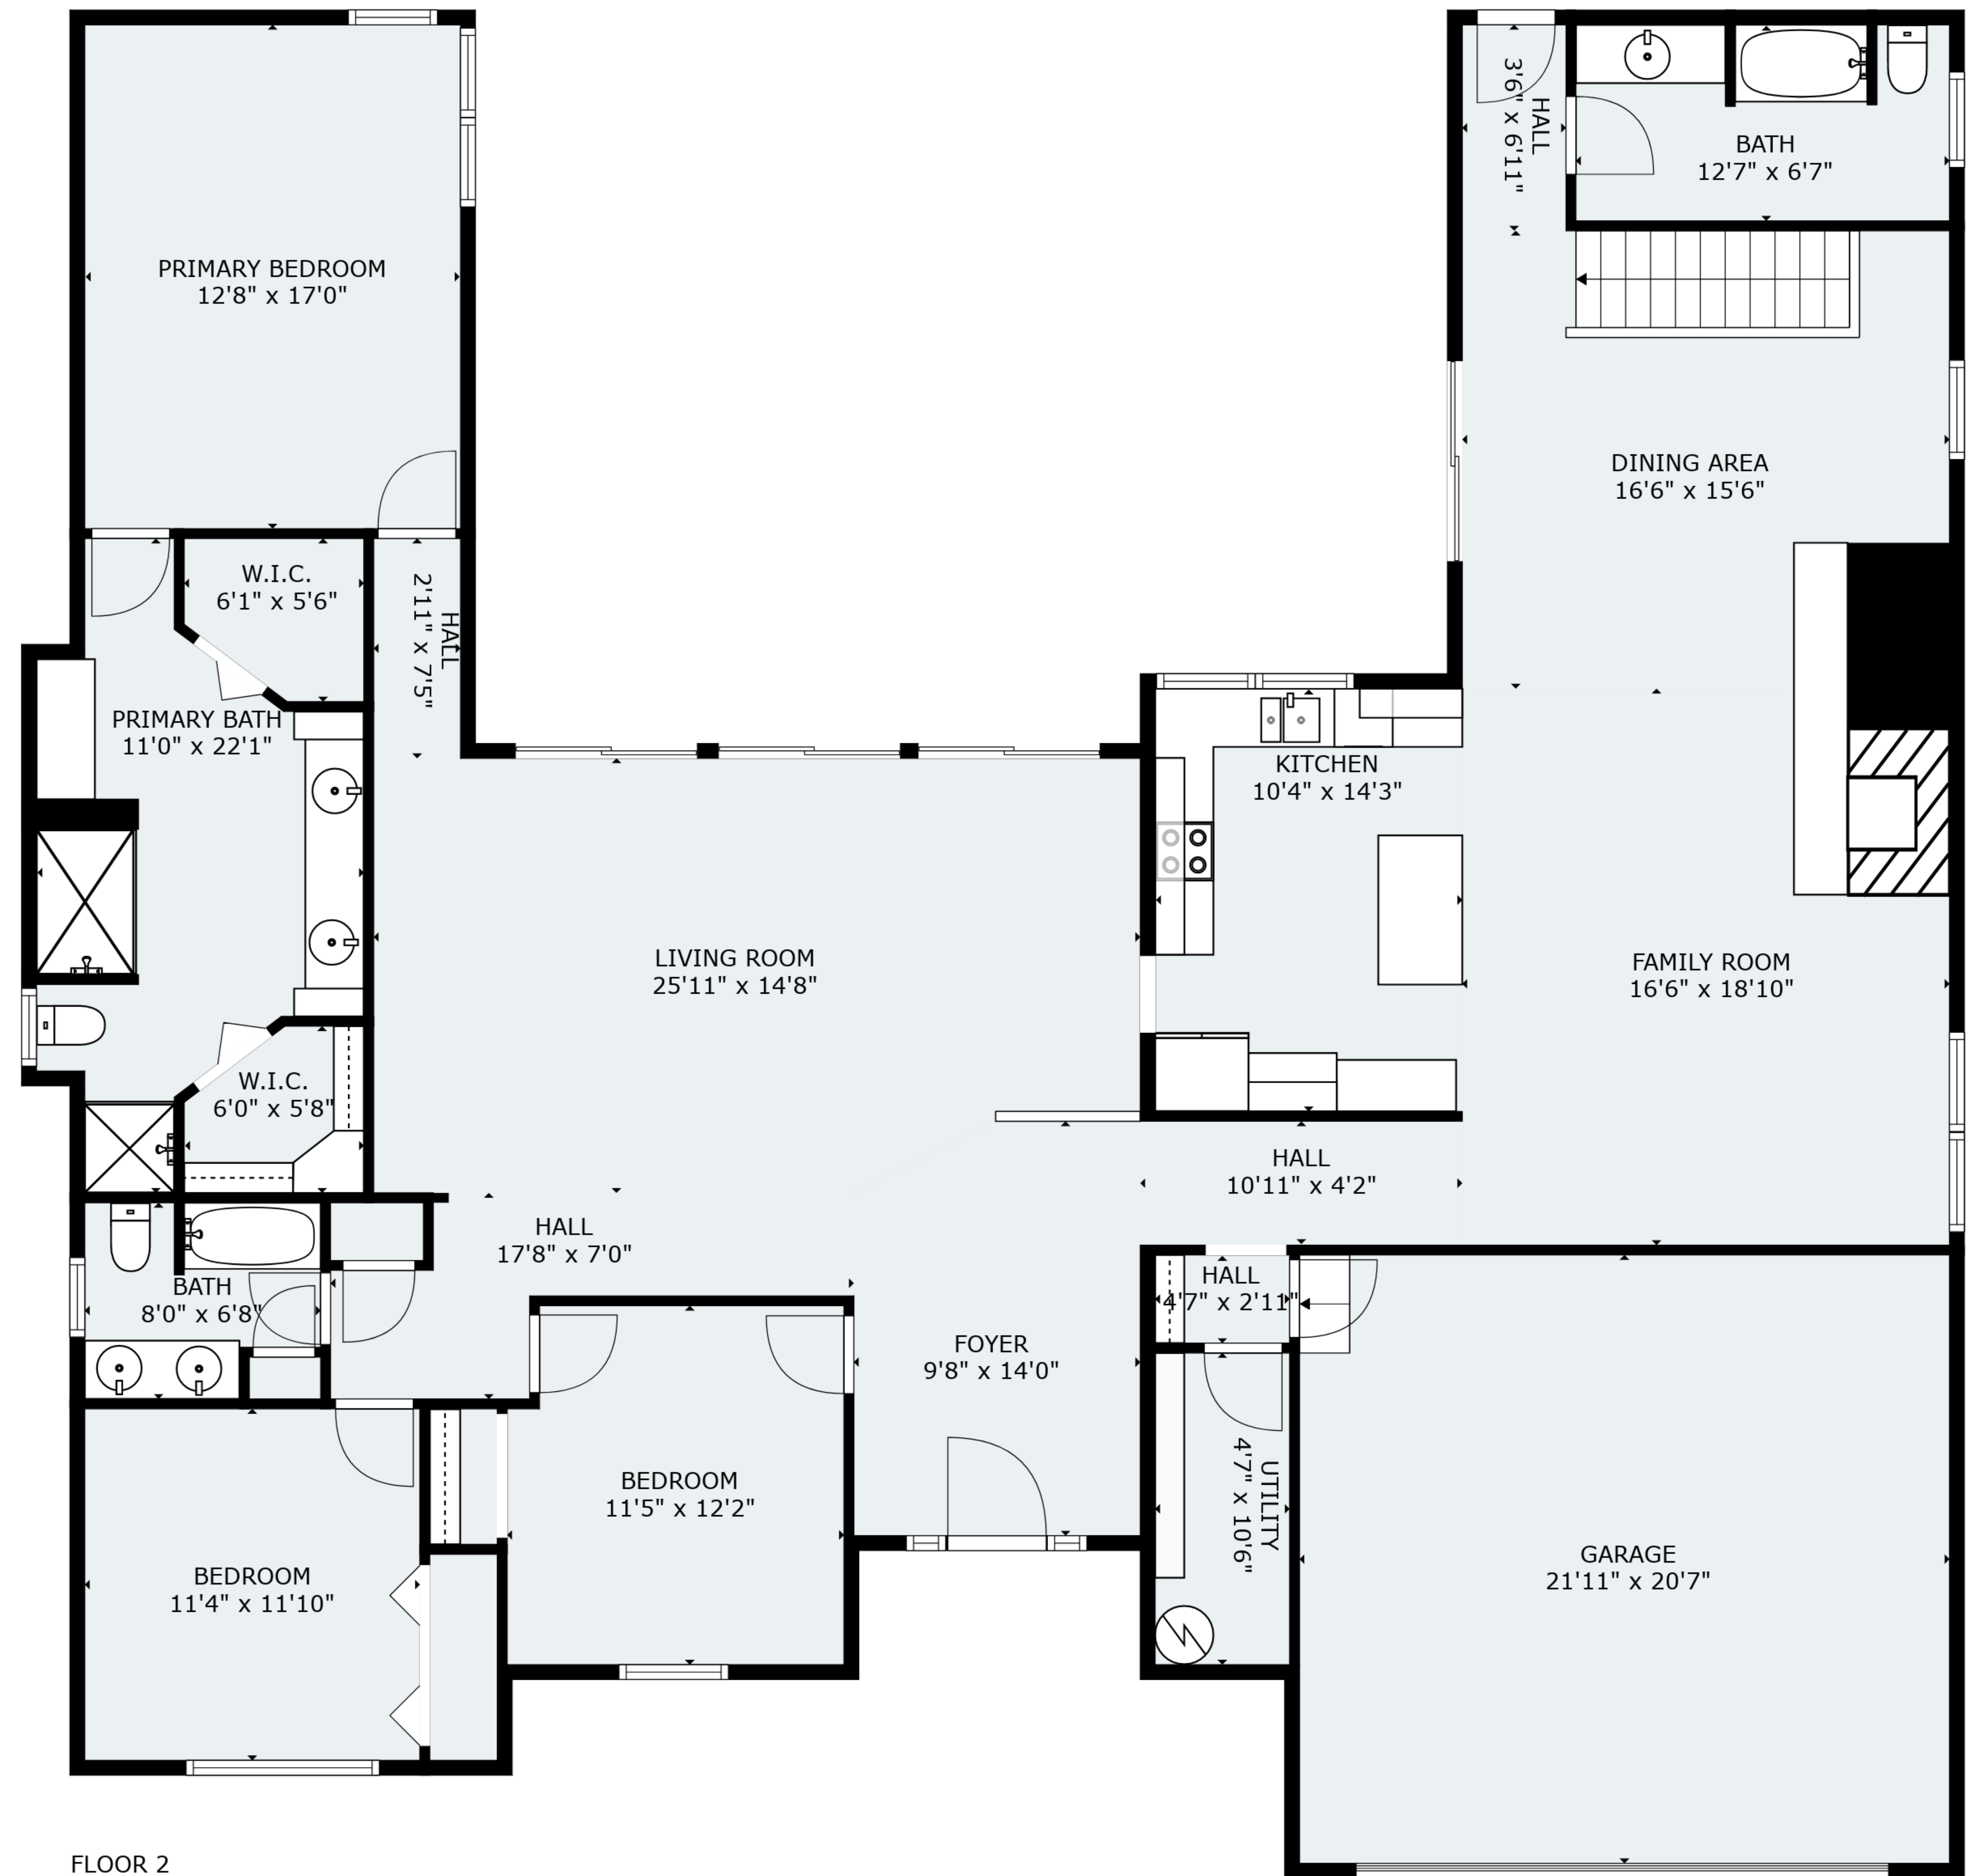 HALL
3'6" x 6'11"
BATH
12'7" x 6'7"
PRIMARY BEDROOM
12'8" x 17'0"
DINING AREA
16'6" x 15'6"
W.I.C.
6'1" x 5'6"
HALL
2'11" x 7'5"
PRIMARY BATH
11'0" x 22'1"
KITCHEN
10'4" x 14'3"
LIVING ROOM
25'11" x 14'8"
FAMILY ROOM
16'6" x 18'10"
W.I.C.
6'0" x 5'8"
HALL
10'11" x 4'2"
HALL
17'8" x 7'0"
BATH
8'0" x 6'8"
HALL
4'7" x 2'11"
FOYER
9'8" x 14'0"
BEDROOM
11'5" x 12'2"
UTILITY
4'7" x 10'6"
BEDROOM
11'4" x 11'10"
GARAGE
21'11" x 20'7"
FLOOR 2